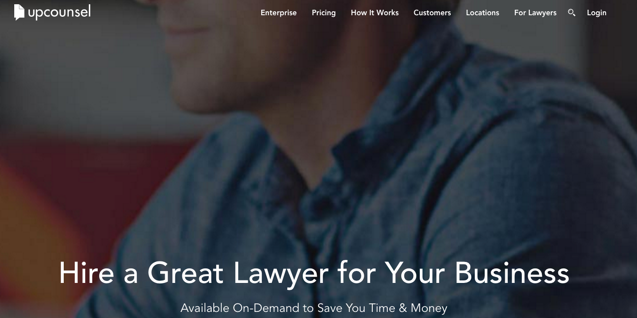 upcounsel
Enterprise Pricing How It Works Customers Locations For Lawyers Login
Hire a Great Lawyer for Your Business
Available On-Demand to Save You Time & Money